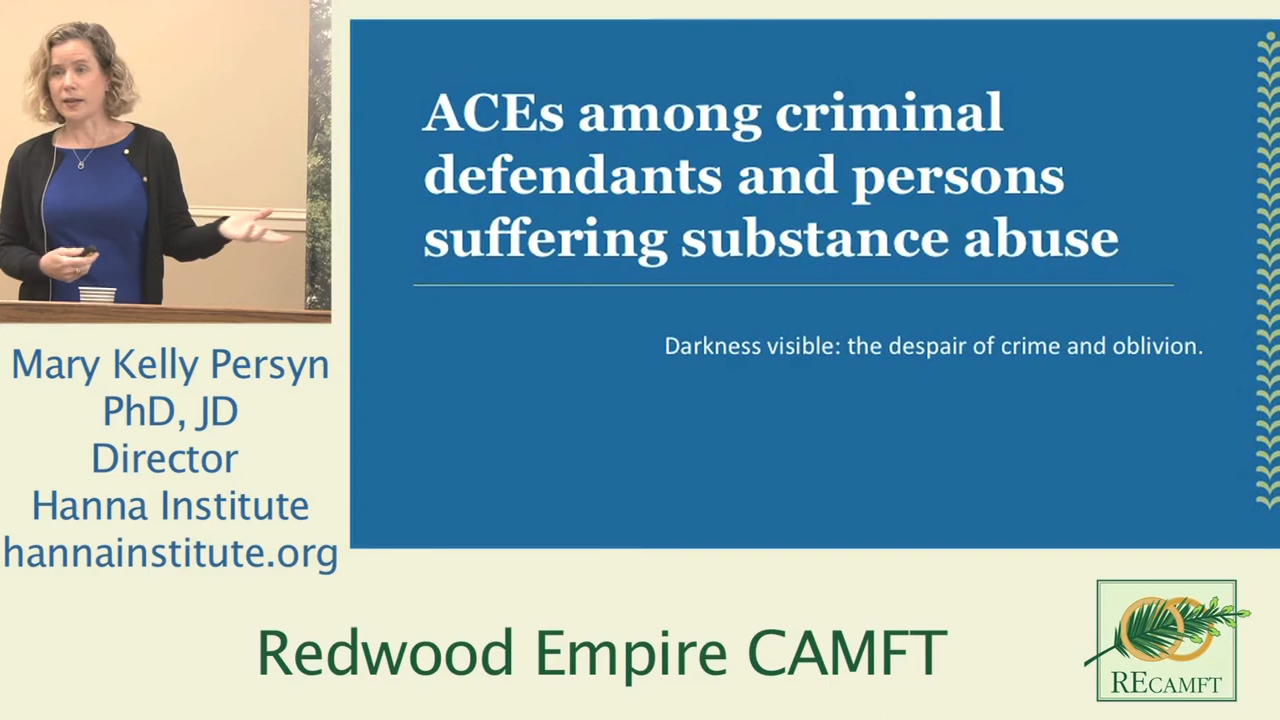 ACEs among criminal
defendants and persons
suffering substance abuse
Darkness visible: the despair of crime and oblivion.
Mary Kelly Persyn
PhD, JD
Director
Hanna Institute
hannainstitute.org
Redwood Empire CAMFT
RECAMFT